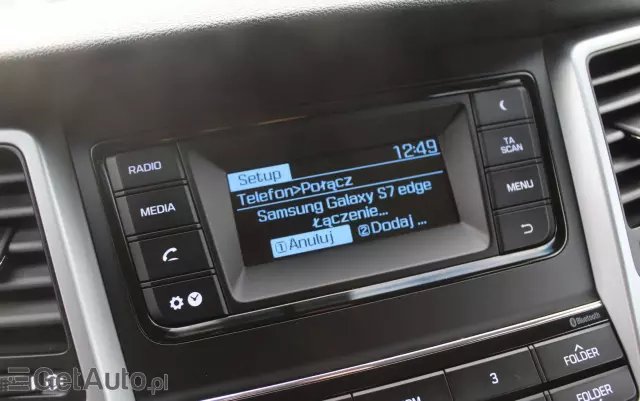 RADIO
MEDIA
12:49
Setup
Telefon>Połącz
Samsung Galaxy S7 edge
Łączenie...
① Anuluj ② Dodaj ...
TA
SCAN
MENU
Bluetooth
FOLDER
3
FOLDER
GetAuto.pl